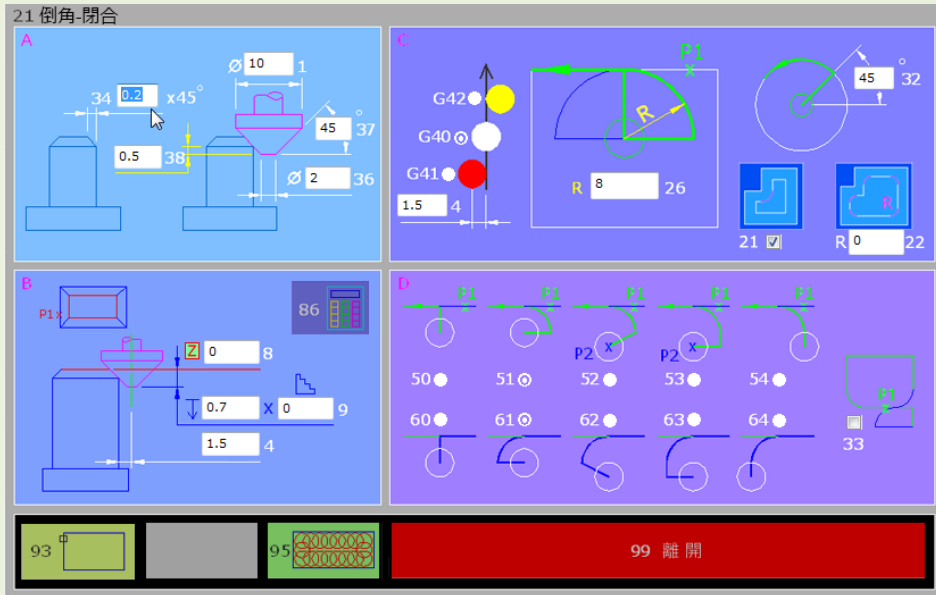 21 倒角-閉合
A
Ø 10 1
34 0.2 x45°
45° 37
0.5 38
Ø 2 36
C
P1
G42
G40
G41
1.5 4
R
R 8 26
45° 32
21
R
R 0 22
B
P1
86
Z 0 8
0.7 X 0 9
1.5 4
D
P1 P1 P1 P1 P1
P2 P2
50 51 52 53 54
60 61 62 63 64
P1
33
93
95
99 離開